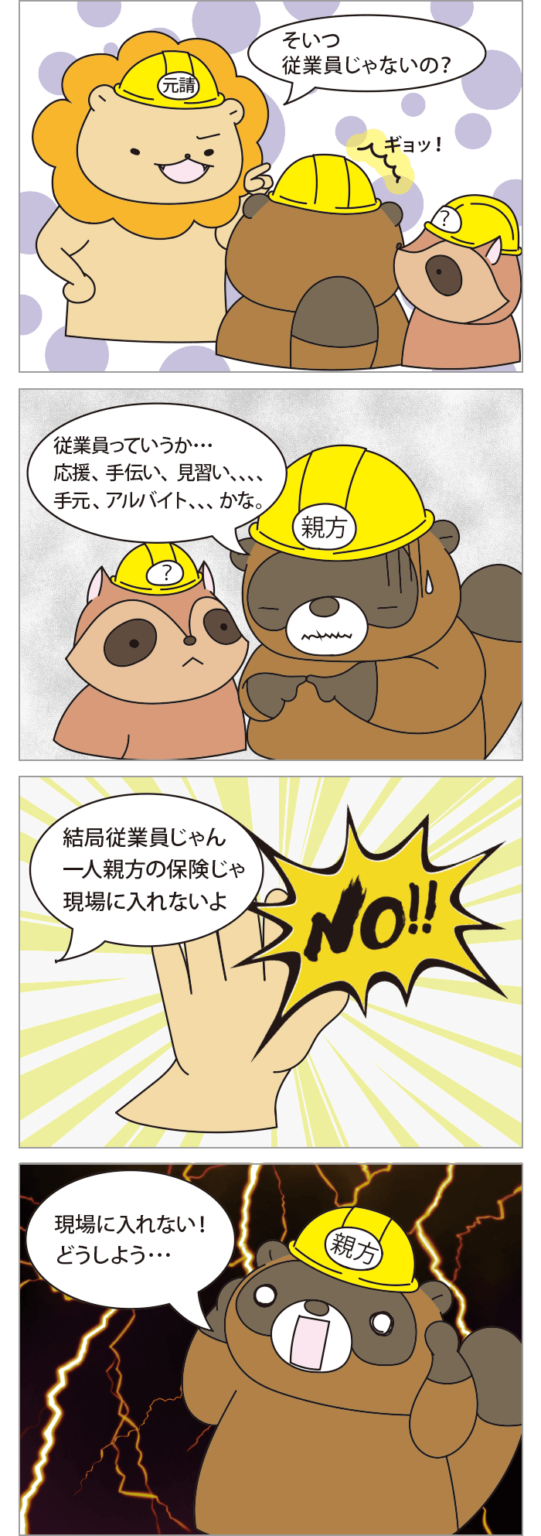 そいつ
従業員じゃないの？
元請
ギョッ！
？
従業員っていうか…
応援、手伝い、見習い、、、、
手元、アルバイト、、、かな。
親方
？
結局従業員じゃん
一人親方の保険じゃ
現場に入れないよ
NO!!
現場に入れない！
どうしよう…
親方